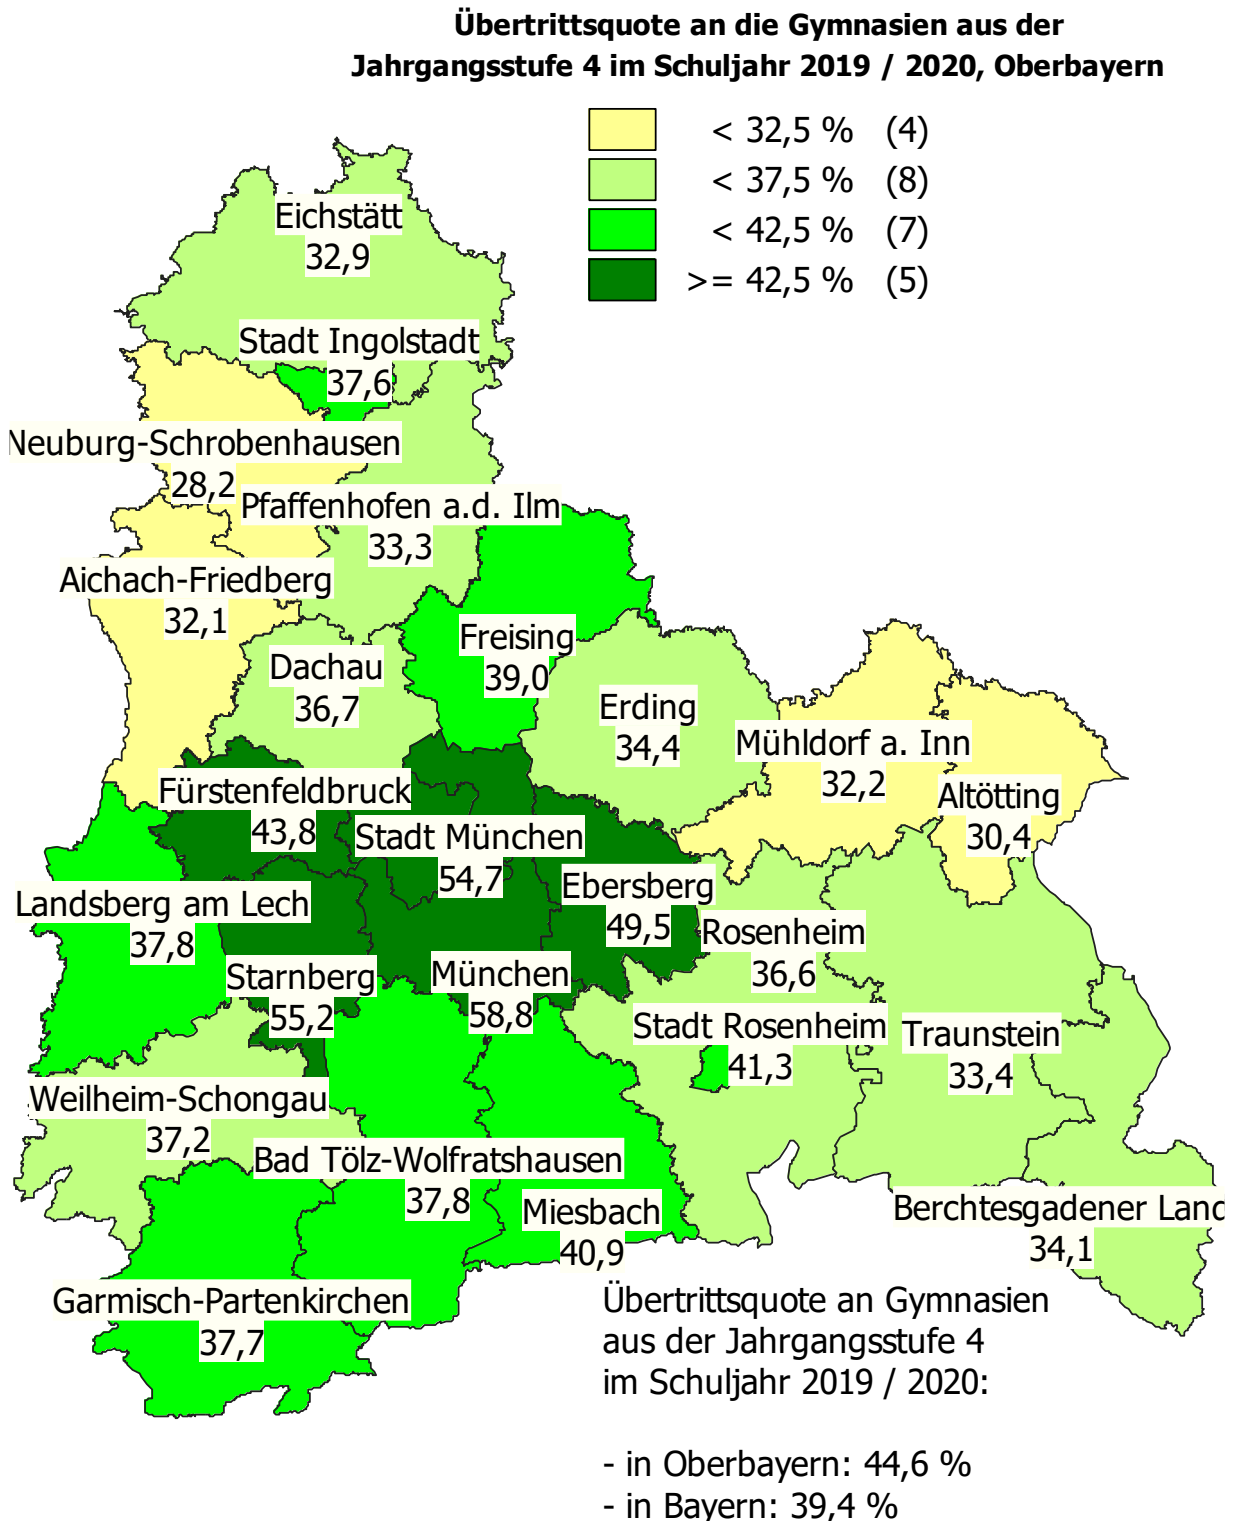 Übertrittsquote an die Gymnasien aus der
Jahrgangsstufe 4 im Schuljahr 2019 / 2020, Oberbayern
< 32,5 % (4)
< 37,5 % (8)
< 42,5 % (7)
>= 42,5 % (5)
Eichstätt
32,9
Stadt Ingolstadt
37,6
Neuburg-Schrobenhausen
28,2
Pfaffenhofen a.d. Ilm
33,3
Aichach-Friedberg
32,1
Freising
39,0
Dachau
36,7
Erding
34,4
Mühldorf a. Inn
32,2
Altötting
30,4
Fürstenfeldbruck
43,8
Stadt München
54,7
Ebersberg
49,5
Landsberg am Lech
37,8
Rosenheim
36,6
Starnberg
55,2
München
58,8
Stadt Rosenheim
41,3
Traunstein
33,4
Weilheim-Schongau
37,2
Bad Tölz-Wolfratshausen
37,8
Miesbach
40,9
Berchtesgadener Land
34,1
Garmisch-Partenkirchen
37,7
Übertrittsquote an Gymnasien
aus der Jahrgangsstufe 4
im Schuljahr 2019 / 2020:
- in Oberbayern: 44,6 %
- in Bayern: 39,4 %